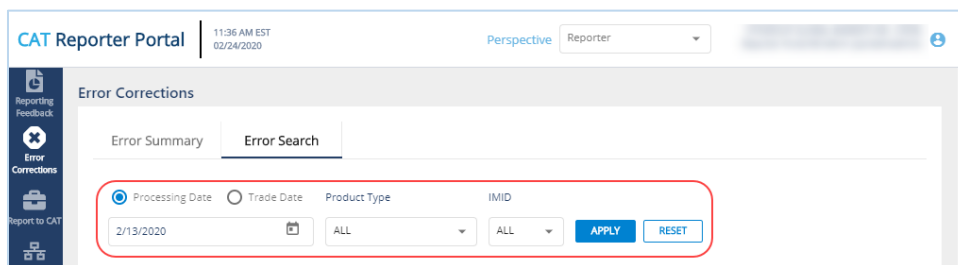 CAT Reporter Portal
11:36 AM EST
02/24/2020
Perspective
Reporter
Reporting
Feedback
Error Corrections
Error
Corrections
Error Summary
Error Search
Report to CAT
Processing Date
Trade Date
Product Type
IMID
2/13/2020
ALL
ALL
APPLY
RESET